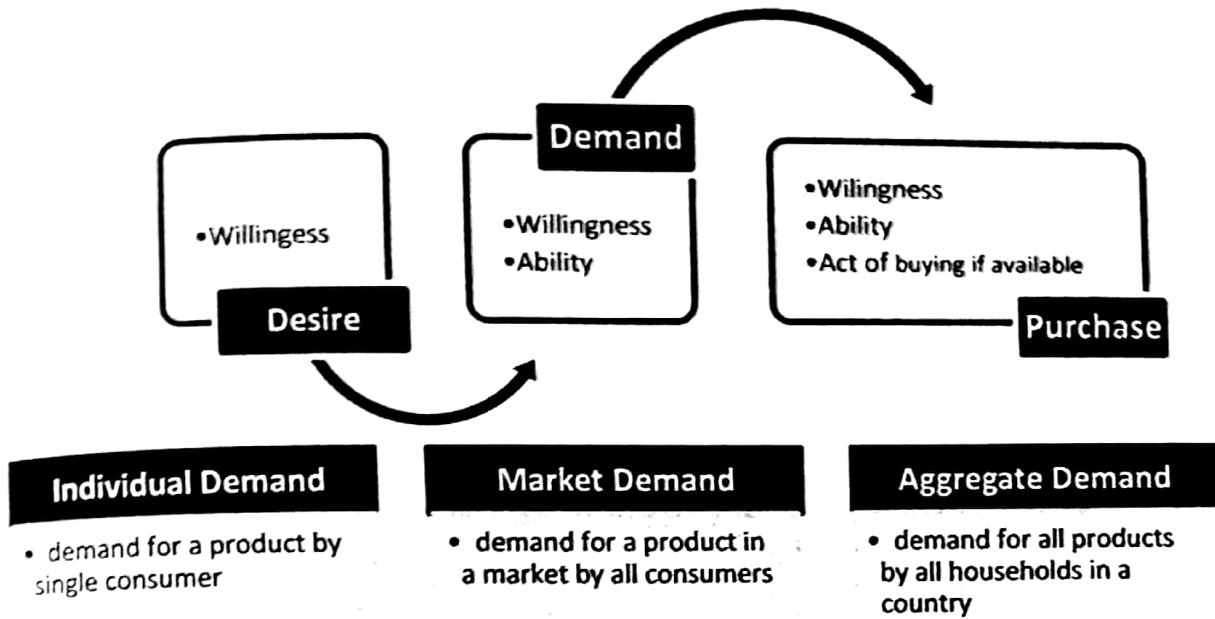 •Willingess
Desire
Demand
•Willingness
•Ability
•Wilingness
•Ability
•Act of buying if available
Purchase
Individual Demand
• demand for a product by
single consumer
Market Demand
• demand for a product in
a market by all consumers
Aggregate Demand
• demand for all products
by all households in a
country